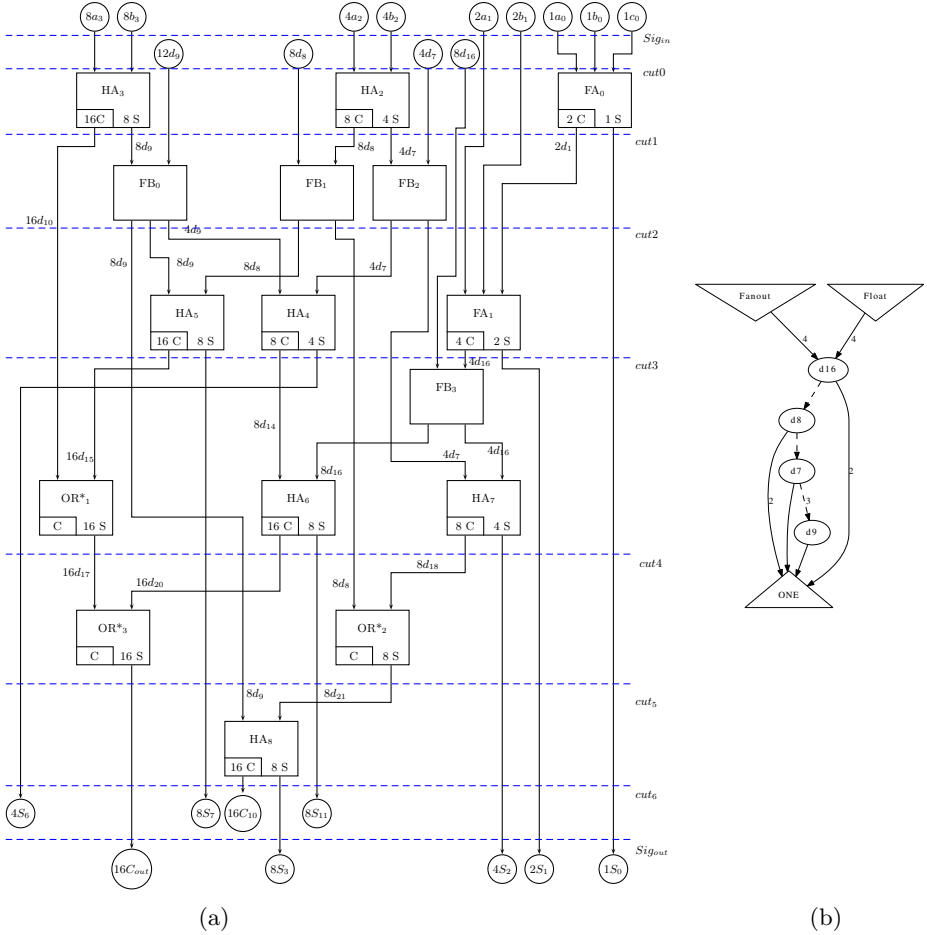 8a₃ 8b₃ 4a₂ 4b₂ 2a₁ 2b₁ 1a₀ 1b₀ 1c₀
Sig_in
12d₉ 8d₈ 4d₇ 8d₁₆
cut0
HA₃ HA₂ FA₀
16C 8 S 8 C 4 S 2 C 1 S
cut1
8d₉ 8d₈ 4d₇ 2d₁
FB₀ FB₁ FB₂
16d₁₀ 4d₉
cut2
8d₉ 8d₉ 8d₈ 4d₇
HA₅ HA₄ FA₁
16 C 8 S 8 C 4 S 4 C 2 S
4d₁₆ cut3
FB₃
8d₁₄
16d₁₅ 8d₁₆ 4d₇ 4d₁₆
OR*₁ HA₆ HA₇
C 16 S 16 C 8 S 8 C 4 S
cut4
16d₁₇ 16d₂₀ 8d₈ 8d₁₈
OR*₃ OR*₂
C 16 S C 8 S
8d₉ 8d₂₁ cut₅
HA₈
16 C 8 S
cut₆
4S₆ 8S₇ 16C₁₀ 8S₁₁
Sig_out
16C_out 8S₃ 4S₂ 2S₁ 1S₀
(a)
Fanout Float
4 4
d16
d8
d7
2 3 2
d9
ONE
(b)